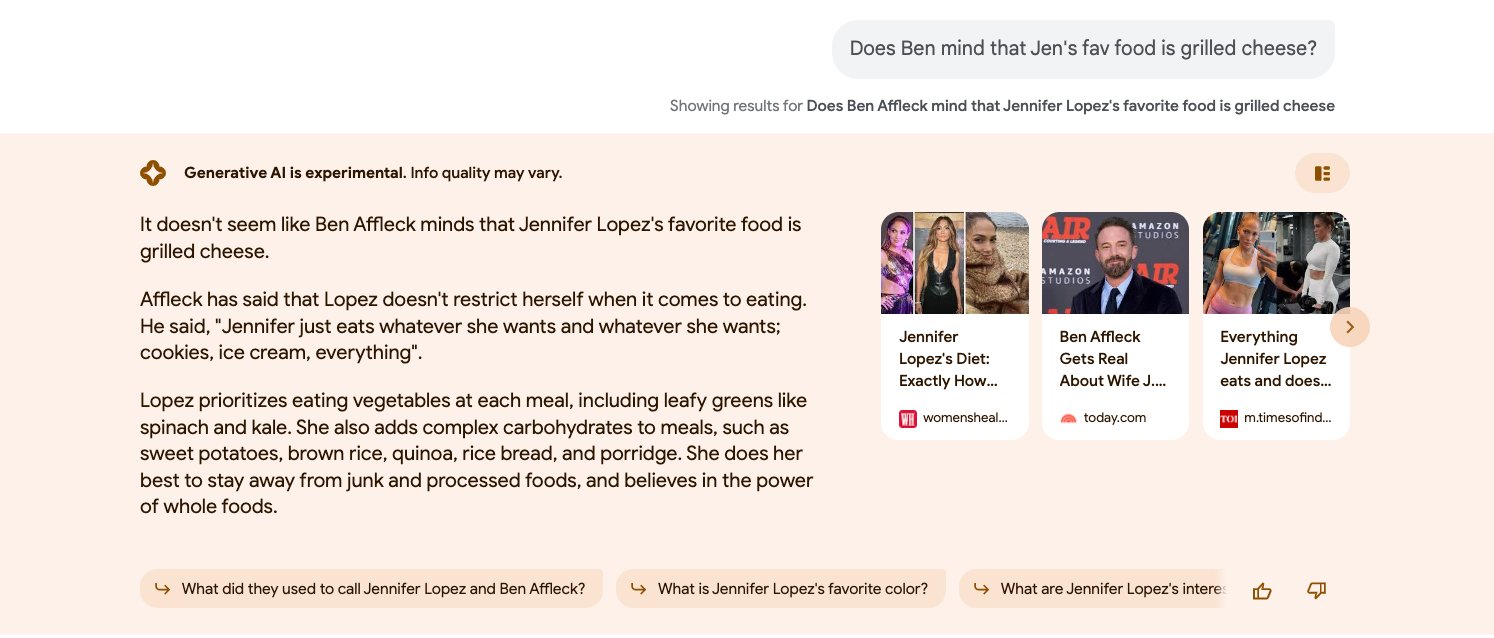 Does Ben mind that Jen's fav food is grilled cheese?
Showing results for Does Ben Affleck mind that Jennifer Lopez's favorite food is grilled cheese
Generative AI is experimental. Info quality may vary.
It doesn't seem like Ben Affleck minds that Jennifer Lopez's favorite food is
grilled cheese.
Affleck has said that Lopez doesn't restrict herself when it comes to eating.
He said, "Jennifer just eats whatever she wants and whatever she wants;
cookies, ice cream, everything".
Lopez prioritizes eating vegetables at each meal, including leafy greens like
spinach and kale. She also adds complex carbohydrates to meals, such as
sweet potatoes, brown rice, quinoa, rice bread, and porridge. She does her
best to stay away from junk and processed foods, and believes in the power
of whole foods.
Jennifer
Lopez's Diet:
Exactly How...
WH womensheal...
AIR
COURTING A LEGEND
AMAZON
STUDIOS
AMAZON
STUDIOS
AIR
Ben Affleck
Gets Real
About Wife J....
today.com
Everything
Jennifer Lopez
eats and does...
TOI m.timesofind...
What did they used to call Jennifer Lopez and Ben Affleck?
What is Jennifer Lopez's favorite color?
What are Jennifer Lopez's interes